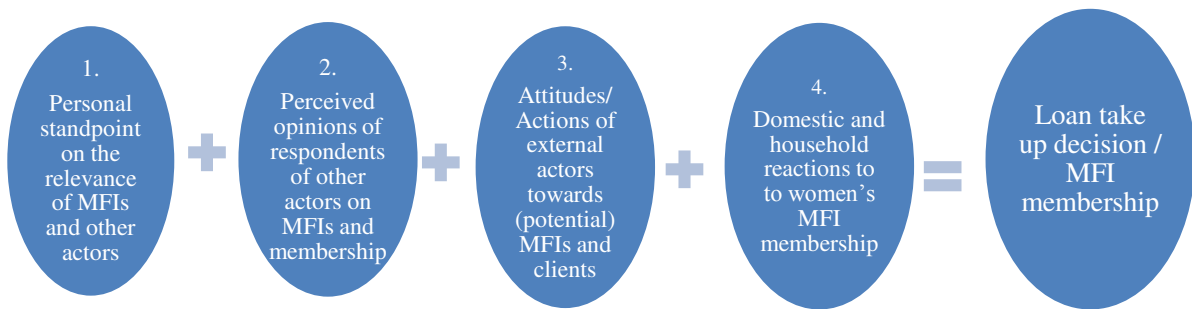 1.
Personal
standpoint
on the
relevance
of MFIs
and other
actors
2.
Perceived
opinions of
respondents
of other
actors on
MFIs and
membership
3.
Attitudes/
Actions of
external
actors
towards
(potential)
MFIs and
clients
4.
Domestic and
household
reactions to
to women's
MFI
membership
Loan take
up decision /
MFI
membership